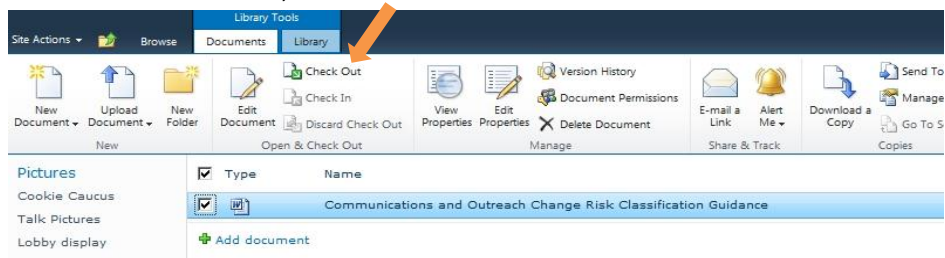 Library Tools
Site Actions Browse Documents Library
New Document Upload Document New Folder
New
Edit Document
Check Out
Check In
Discard Check Out
Open & Check Out
View Properties Edit Properties
Version History
Document Permissions
Delete Document
Manage
E-mail a Link Alert Me
Share & Track
Download a Copy
Send To
Manage
Go To S
Copies
Pictures
Cookie Caucus
Talk Pictures
Lobby display
Type Name
Communications and Outreach Change Risk Classification Guidance
Add document